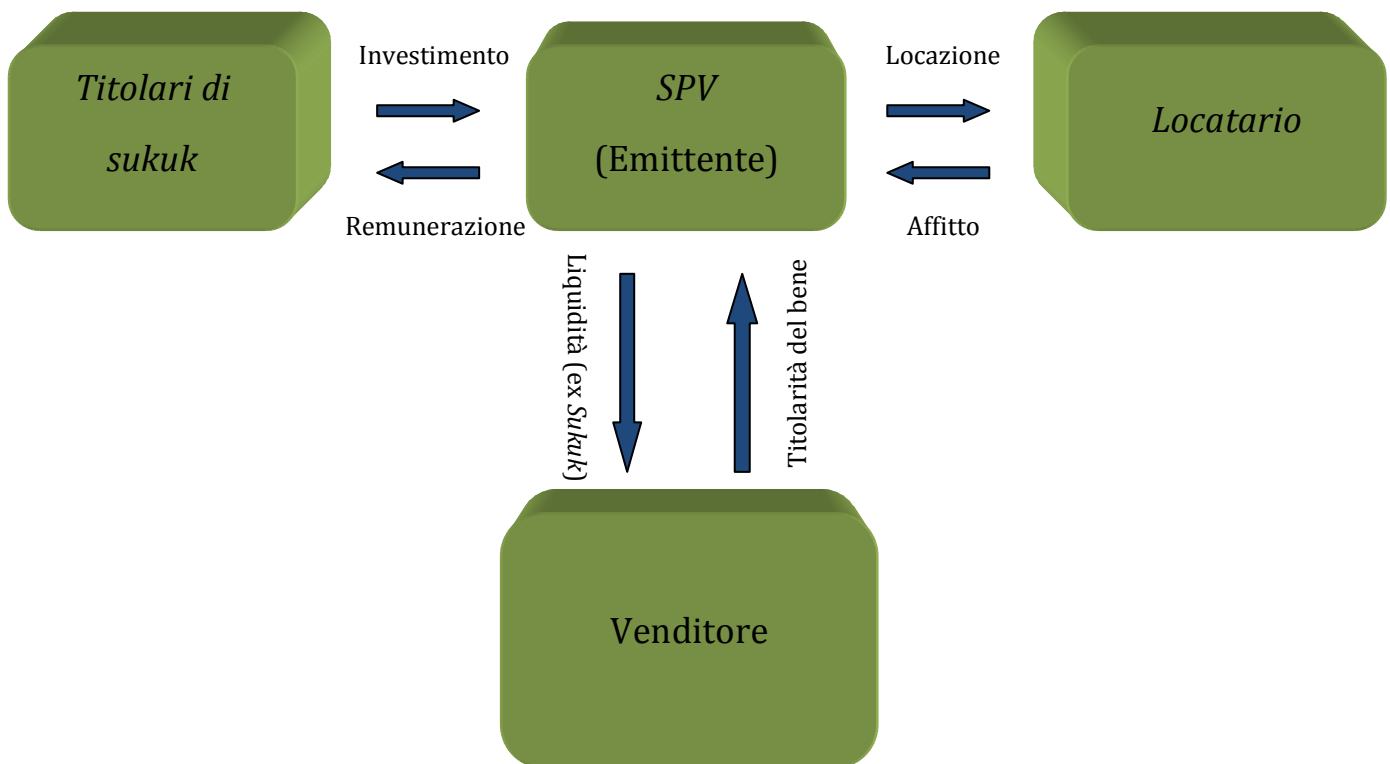 Titolari di
sukuk
Investimento
Remunerazione
SPV
(Emittente)
Locazione
Affitto
Locatario
Liquidità (ex Sukuk)
Titolarità del bene
Venditore